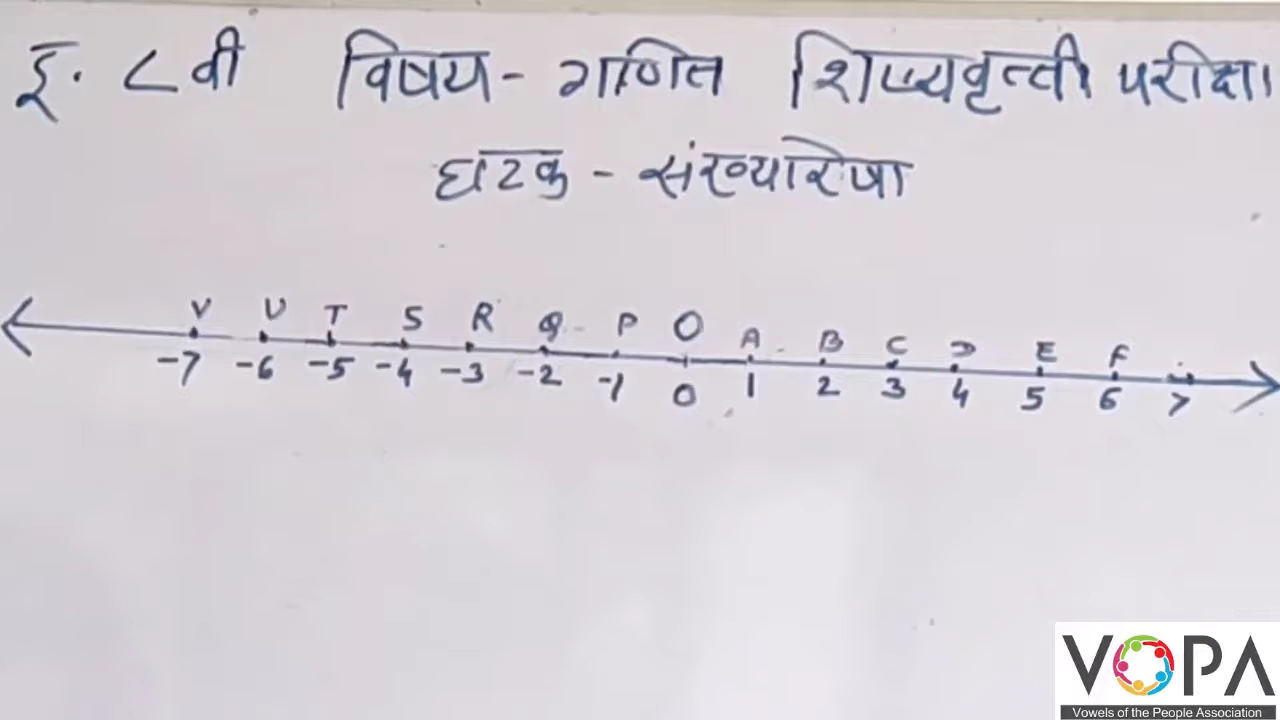 इ. ८वी विषय - गणित शिष्यवृत्ती परीक्षा
घटक - संख्यारेषा
V U T S R Q P O A B C D E F
-7 -6 -5 -4 -3 -2 -1 0 1 2 3 4 5 6 7
VOPA
Vowels of the People Association